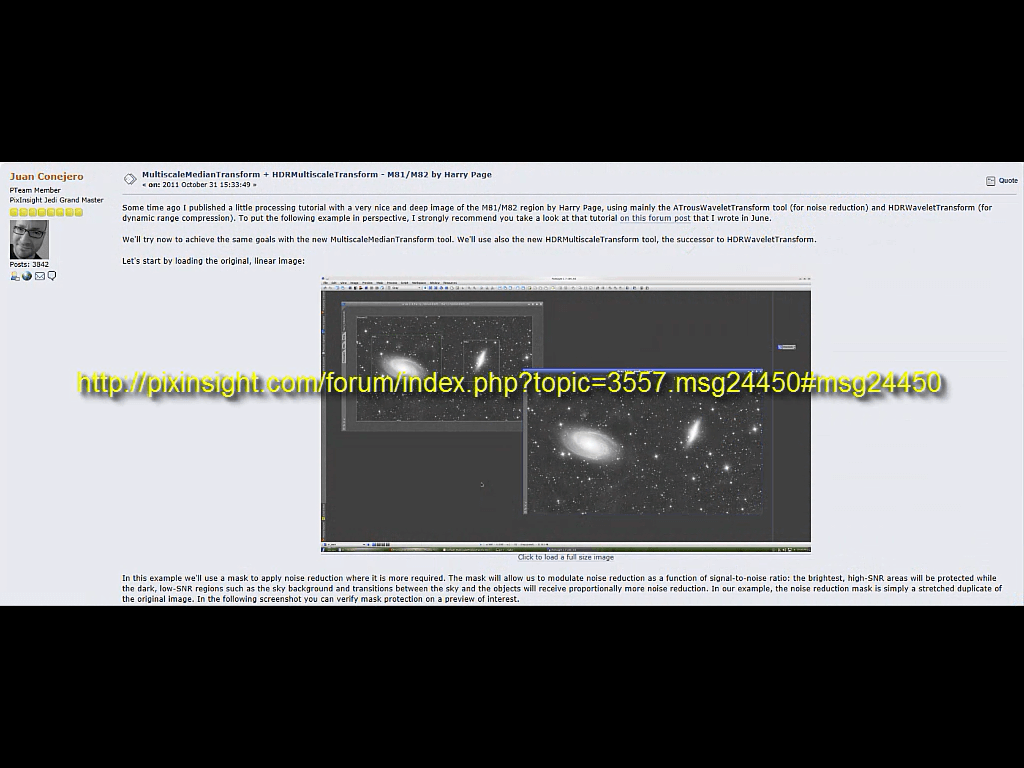 Juan Conejero
PTeam Member
PixInsight Jedi Grand Master
Posts: 3842
MultiscaleMedianTransform + HDRMultiscaleTransform - M81/M82 by Harry Page
« on: 2011 October 31 15:33:49 »
Quote
Some time ago I published a little processing tutorial with a very nice and deep image of the M81/M82 region by Harry Page, using mainly the ATrousWaveletTransform tool (for noise reduction) and HDRWaveletTransform (for
dynamic range compression). To put the following example in perspective, I strongly recommend you take a look at that tutorial on this forum post that I wrote in June.
We'll try now to achieve the same goals with the new MultiscaleMedianTransform tool. We'll use also the new HDRMultiscaleTransform tool, the successor to HDRWaveletTransform.
Let's start by loading the original, linear image:
http://pixinsight.com/forum/index.php?topic=3557.msg24450#msg24450
Click to load a full size image
In this example we'll use a mask to apply noise reduction where it is more required. The mask will allow us to modulate noise reduction as a function of signal-to-noise ratio: the brightest, high-SNR areas will be protected while
the dark, low-SNR regions such as the sky background and transitions between the sky and the objects will receive proportionally more noise reduction. In our example, the noise reduction mask is simply a stretched duplicate of
the original image. In the following screenshot you can verify mask protection on a preview of interest.